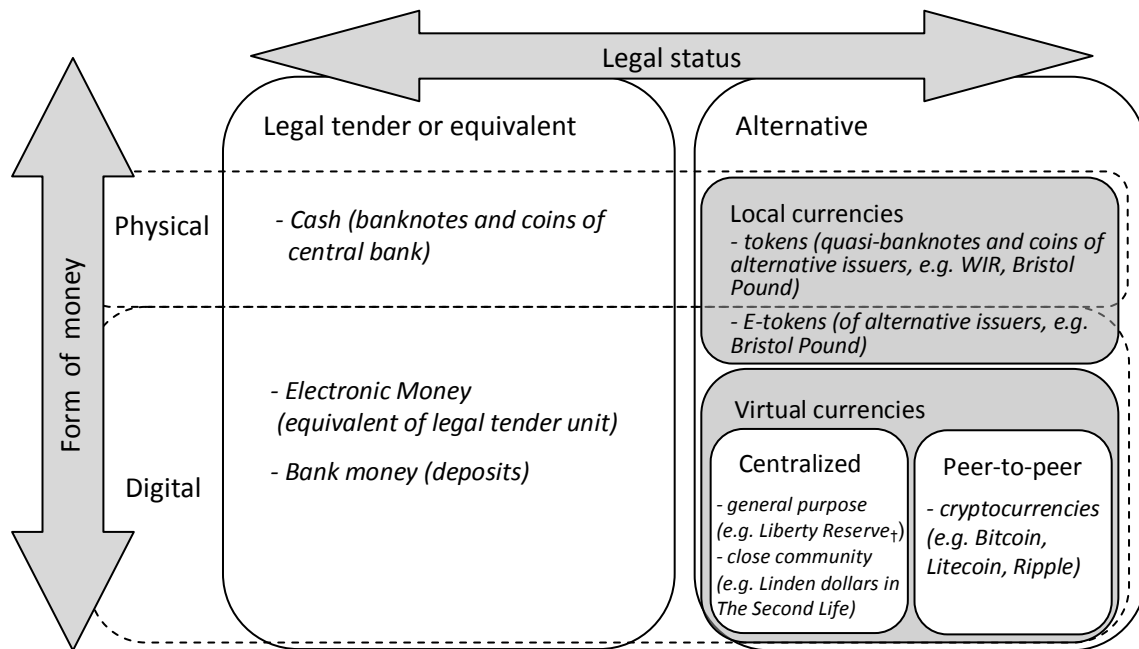 Legal status
Form of money
Legal tender or equivalent
Alternative
Physical
- Cash (banknotes and coins of
central bank)
Local currencies
- tokens (quasi-banknotes and coins of
alternative issuers, e.g. WIR, Bristol
Pound)
- E-tokens (of alternative issuers, e.g.
Bristol Pound)
Digital
- Electronic Money
(equivalent of legal tender unit)
- Bank money (deposits)
Virtual currencies
Centralized
- general purpose
(e.g. Liberty Reserve†)
- close community
(e.g. Linden dollars in
The Second Life)
Peer-to-peer
- cryptocurrencies
(e.g. Bitcoin,
Litecoin, Ripple)